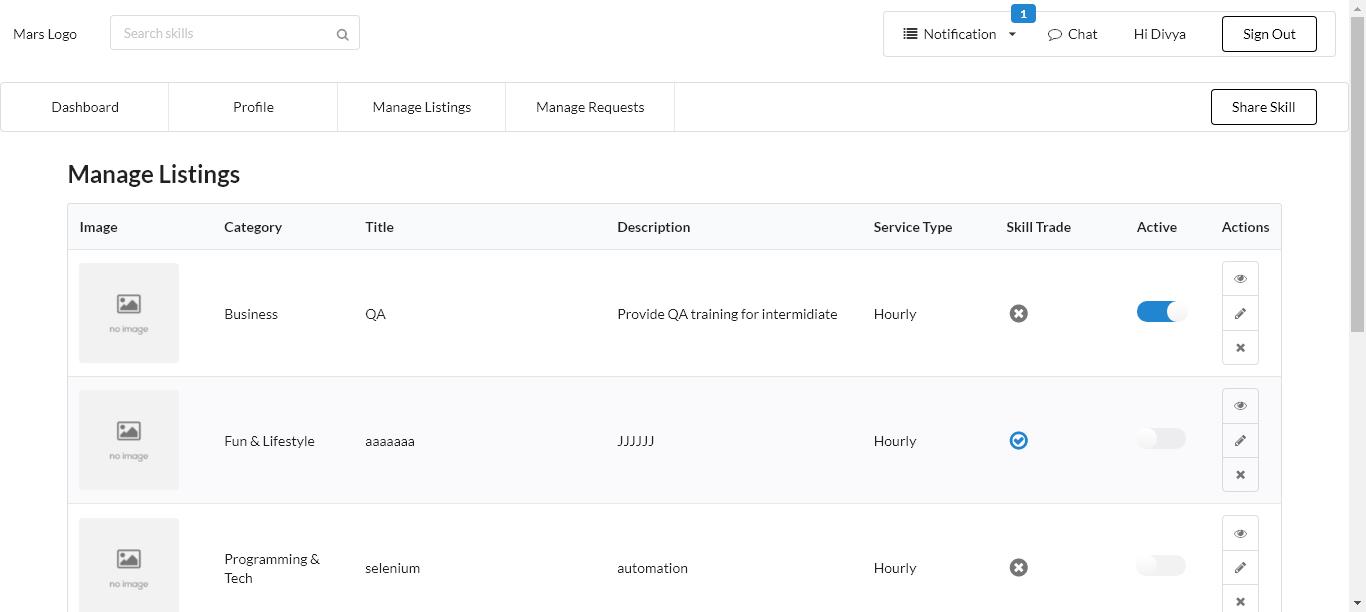 1
Mars Logo
Search skills
Notification
Chat
Hi Divya
Sign Out
Dashboard
Profile
Manage Listings
Manage Requests
Share Skill
Manage Listings
Image Category Title Description Service Type Skill Trade Active Actions
no image
Business
QA
Provide QA training for intermidiate
Hourly
no image
Fun & Lifestyle
aaaaaaa
JJJJJJ
Hourly
no image
Programming &
Tech
selenium
automation
Hourly